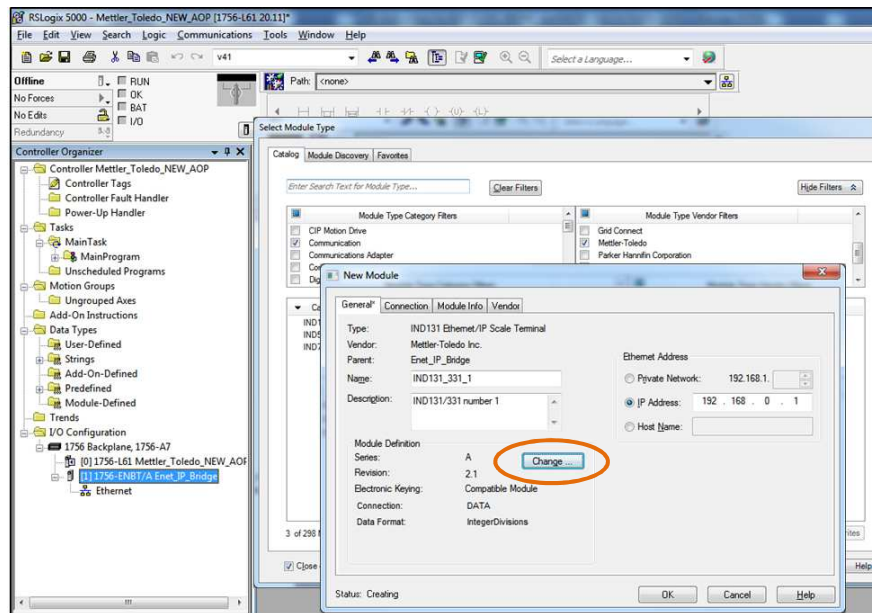 RSLogix 5000 - Mettler_Toledo_NEW_AOP [1756-L61 20.11]*
File Edit View Search Logic Communications Tools Window Help
v41
Select a Language...
Offline
RUN
Path: <none>
No Forces
OK
No Edits
BAT
Redundancy
I/O
Controller Organizer
Controller Mettler_Toledo_NEW_AOP
Controller Tags
Controller Fault Handler
Power-Up Handler
Tasks
MainTask
MainProgram
Unscheduled Programs
Motion Groups
Ungrouped Axes
Add-On Instructions
Data Types
User-Defined
Strings
Add-On-Defined
Predefined
Module-Defined
Trends
I/O Configuration
1756 Backplane, 1756-A7
[0] 1756-L61 Mettler_Toledo_NEW_AOP
[1] 1756-ENBT/A Enet_IP_Bridge
Ethernet
Select Module Type
Catalog Module Discovery Favorites
Enter Search Text for Module Type...
Clear Filters
Hide Filters
Module Type Category Filters
Module Type Vendor Filters
CIP Motion Drive
Grid Connect
Communication
Mettler-Toledo
Communications Adapter
Parker Hannifin Corporation
3 of 298
Close
Help
New Module
General* Connection Module Info Vendor
Type: IND131 Ethernet/IP Scale Terminal
Vendor: Mettler-Toledo Inc.
Parent: Enet_IP_Bridge
Name: IND131_331_1
Description: IND131/331 number 1
Ethernet Address
Private Network: 192.168.1.
IP Address: 192 . 168 . 0 . 1
Host Name:
Module Definition
Series: A
Change ...
Revision: 2.1
Electronic Keying: Compatible Module
Connection: DATA
Data Format: IntegerDivisions
Status: Creating
OK Cancel Help